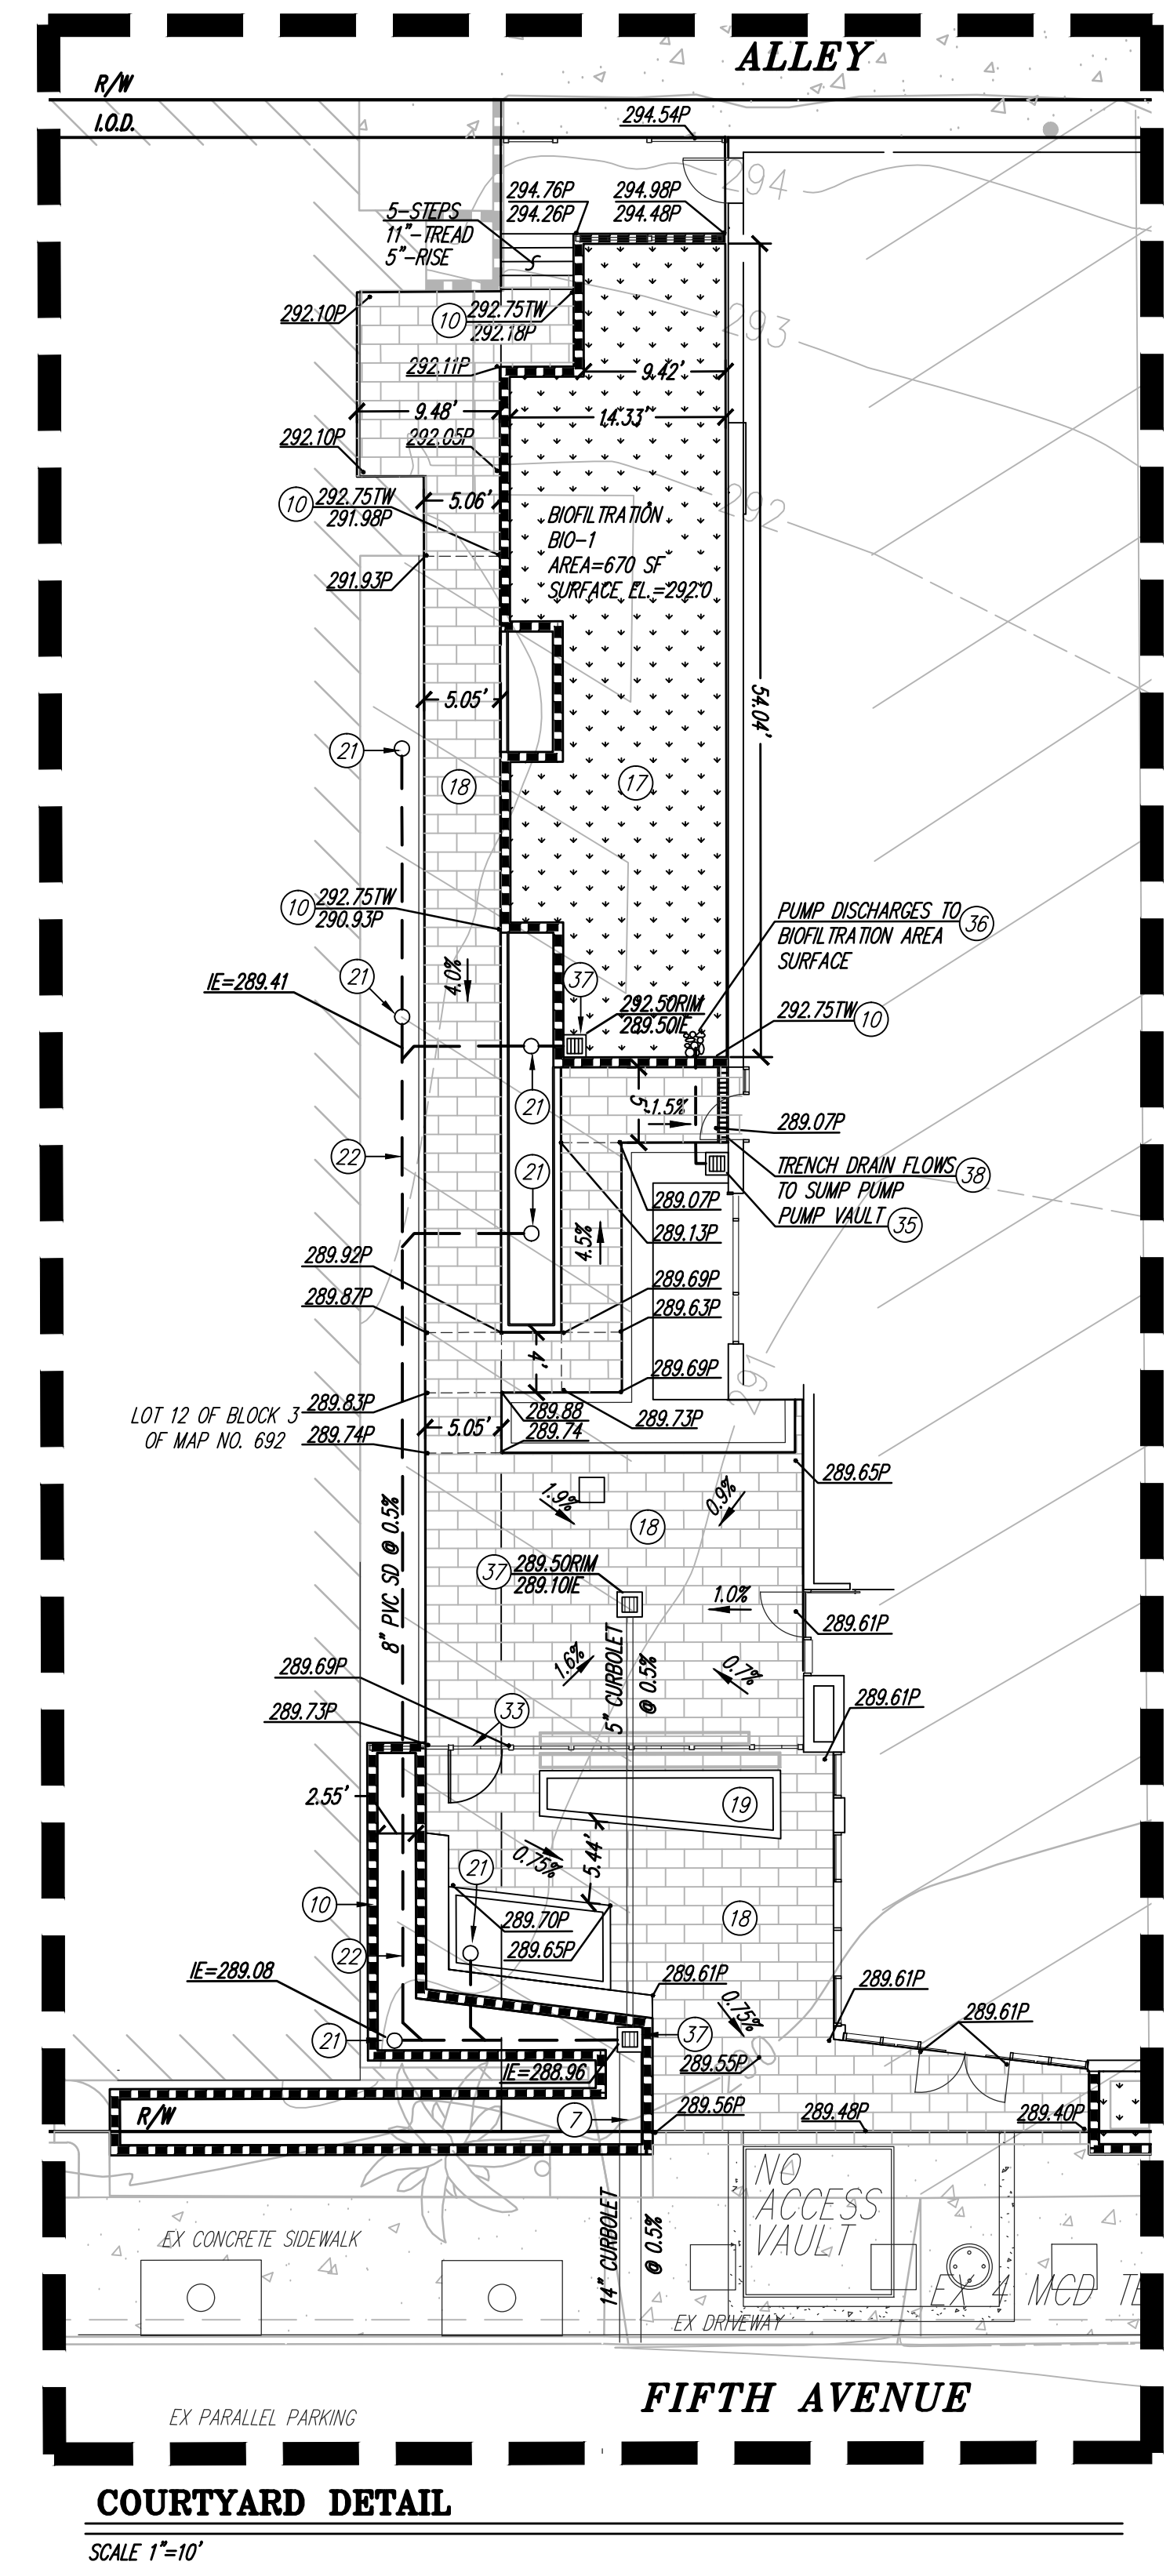 ALLEY
R/W
I.O.D.
294.54P
294
294.76P
294.26P
294.98P
294.48P
5-STEPS
11"-TREAD
5"-RISE
292.10P
10
292.75TW
292.18P
293
292.11P
9.42'
9.48'
14.33'
292.10P
292.05P
10
292.75TW
291.98P
5.06'
292
BIOFILTRATION
BIO-1
AREA=670 SF
SURFACE EL.=292.0
291.93P
5.05'
54.04'
21
18
17
10
292.75TW
290.93P
PUMP DISCHARGES TO
BIOFILTRATION AREA
SURFACE
36
4.0%
IE=289.41
21
37
292.50RIM
289.50IE
292.75TW
10
21
5'
1.5%
289.07P
22
21
TRENCH DRAIN FLOWS
TO SUMP PUMP
38
PUMP VAULT
35
289.07P
289.13P
4.5%
289.92P
289.87P
289.69P
289.63P
4'
291
289.69P
LOT 12 OF BLOCK 3
OF MAP NO. 692
289.83P
289.74P
5.05'
289.88
289.74
289.73P
289.65P
1.9%
0.9%
8" PVC SD @ 0.5%
18
37
289.50RIM
289.10IE
1.0%
289.61P
5" CURBOLET
@ 0.5%
1.6%
0.7%
289.69P
289.73P
33
289.61P
2.55'
19
0.75%
5.44'
21
10
289.70P
289.65P
18
22
IE=289.08
289.61P
289.61P
0.75%
289.61P
21
37
290
289.55P
IE=288.96
R/W
7
289.56P
289.48P
289.40P
NO
ACCESS
VAULT
EX CONCRETE SIDEWALK
14" CURBOLET
@ 0.5%
EX 4 MCD TE
EX DRIVEWAY
FIFTH AVENUE
EX PARALLEL PARKING
COURTYARD DETAIL
SCALE 1"=10'